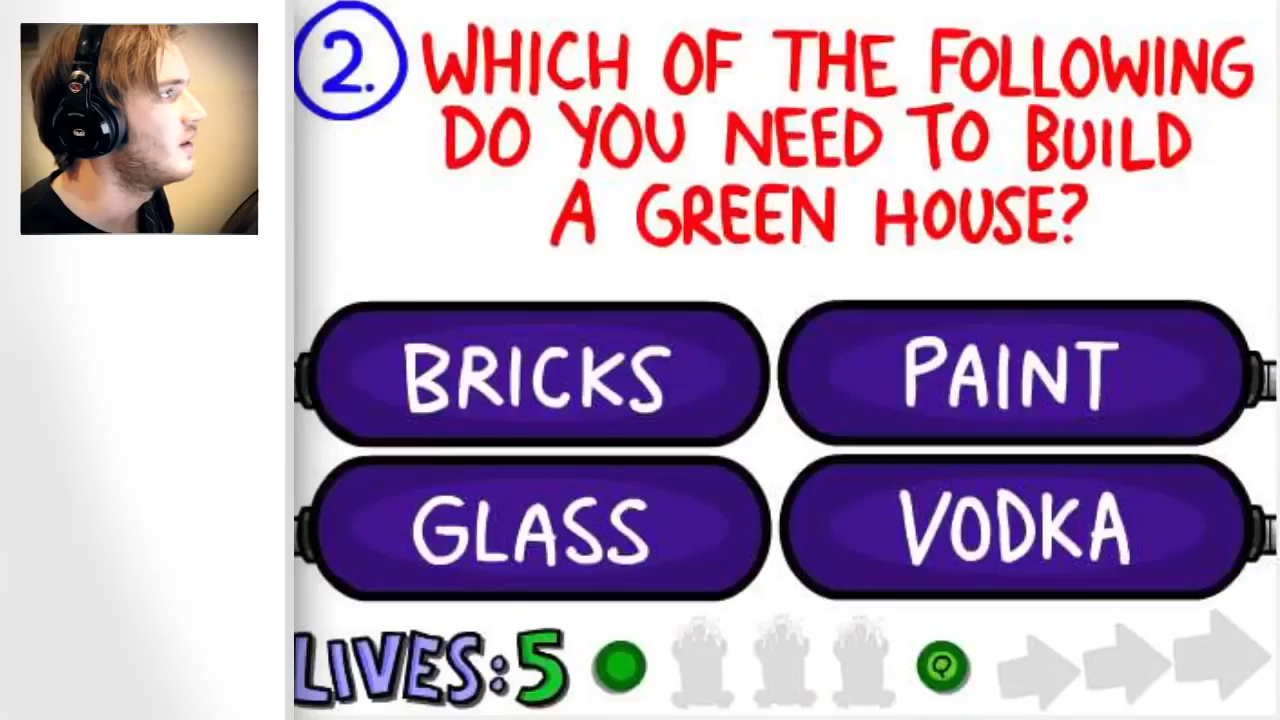 2. WHICH OF THE FOLLOWING
DO YOU NEED TO BUILD
A GREEN HOUSE?
BRICKS
PAINT
GLASS
VODKA
LIVES: 5